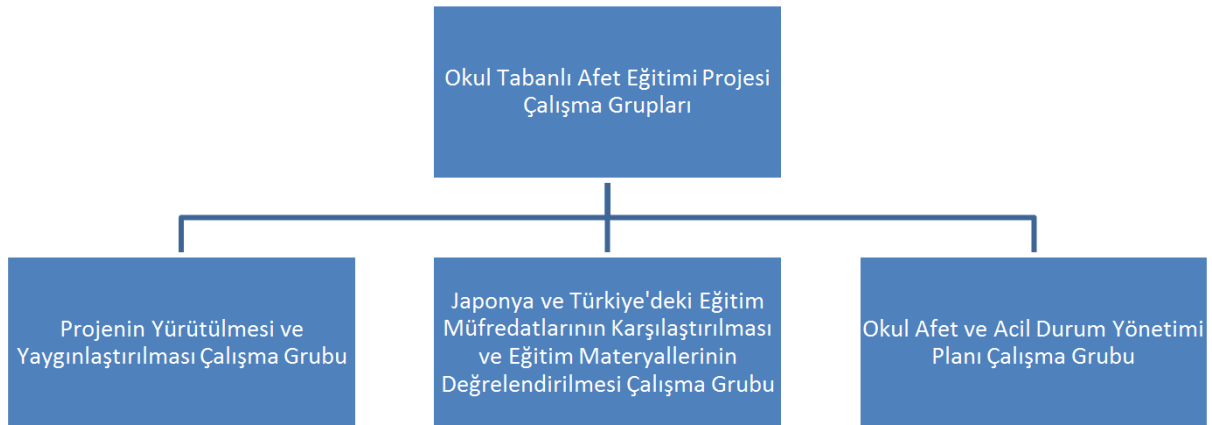 Okul Tabanlı Afet Eğitimi Projesi
Çalışma Grupları
Projenin Yürütülmesi ve
Yaygınlaştırılması Çalışma Grubu
Japonya ve Türkiye'deki Eğitim
Müfredatlarının Karşılaştırılması
ve Eğitim Materyallerinin
Değrelendirilmesi Çalışma Grubu
Okul Afet ve Acil Durum Yönetimi
Planı Çalışma Grubu